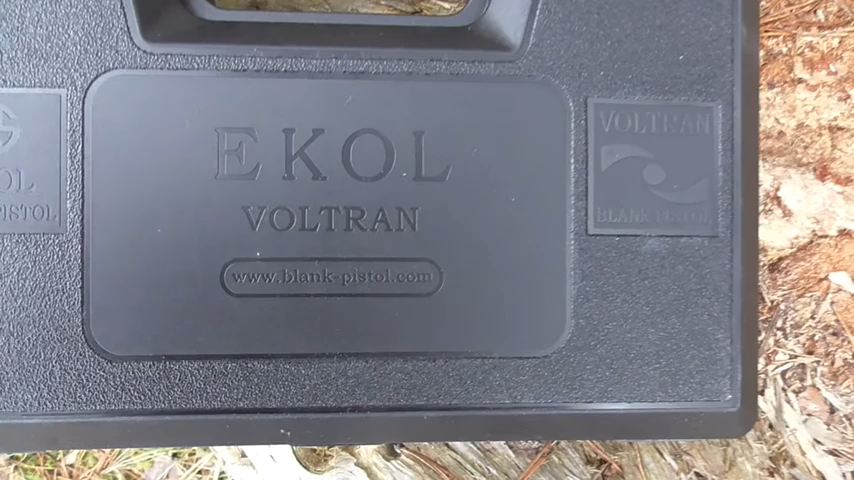 EKOL
VOLTRAN
www.blank-pistol.com
VOLTRAN
BLANK PISTOL
OL
PISTOL